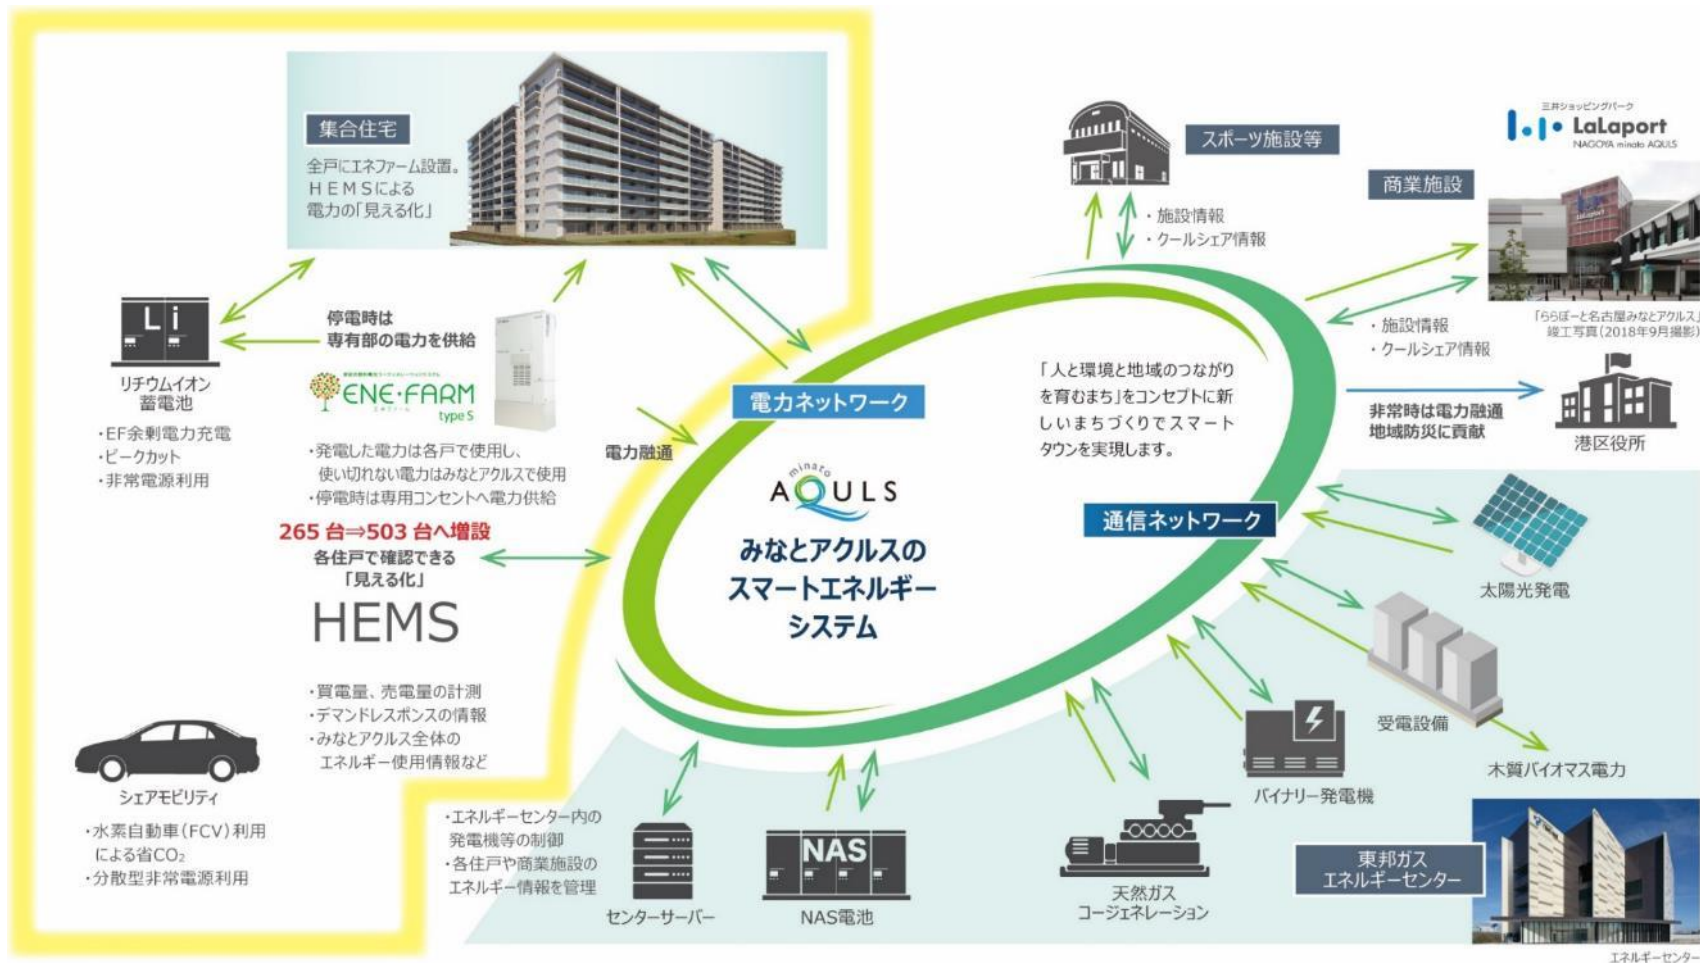 集合住宅
全戸にエネファーム設置。
HEMSによる
電力の「見える化」
スポーツ施設等
・施設情報
・クールシェア情報
三井ショッピングパーク
LaLaport
NAGOYA minato AQULS
商業施設
LaLaport
「ららぽーと名古屋みなとアクルス」
竣工写真(2018年9月撮影)
・施設情報
・クールシェア情報
Li
リチウムイオン
蓄電池
・EF余剰電力充電
・ピークカット
・非常電源利用
停電時は
専有部の電力を供給
ENE・FARM
type S
・発電した電力は各戸で使用し、
使い切れない電力はみなとアクルスで使用
・停電時は専用コンセントへ電力供給
電力融通
265 台⇒503 台へ増設
各住戸で確認できる
「見える化」
HEMS
・買電量、売電量の計測
・デマンドレスポンスの情報
・みなとアクルス全体の
エネルギー使用情報など
シェアモビリティ
・水素自動車(FCV)利用
による省CO₂
・分散型非常電源利用
電力ネットワーク
「人と環境と地域のつながり
を育むまち」をコンセプトに新
しいまちづくりでスマート
タウンを実現します。
minato
AQULS
みなとアクルスの
スマートエネルギー
システム
通信ネットワーク
非常時は電力融通
地域防災に貢献
港区役所
太陽光発電
受電設備
木質バイオマス電力
バイナリー発電機
天然ガス
コージェネレーション
NAS
NAS電池
センターサーバー
・エネルギーセンター内の
発電機等の制御
・各住戸や商業施設の
エネルギー情報を管理
東邦ガス
エネルギーセンター
エネルギーセンター